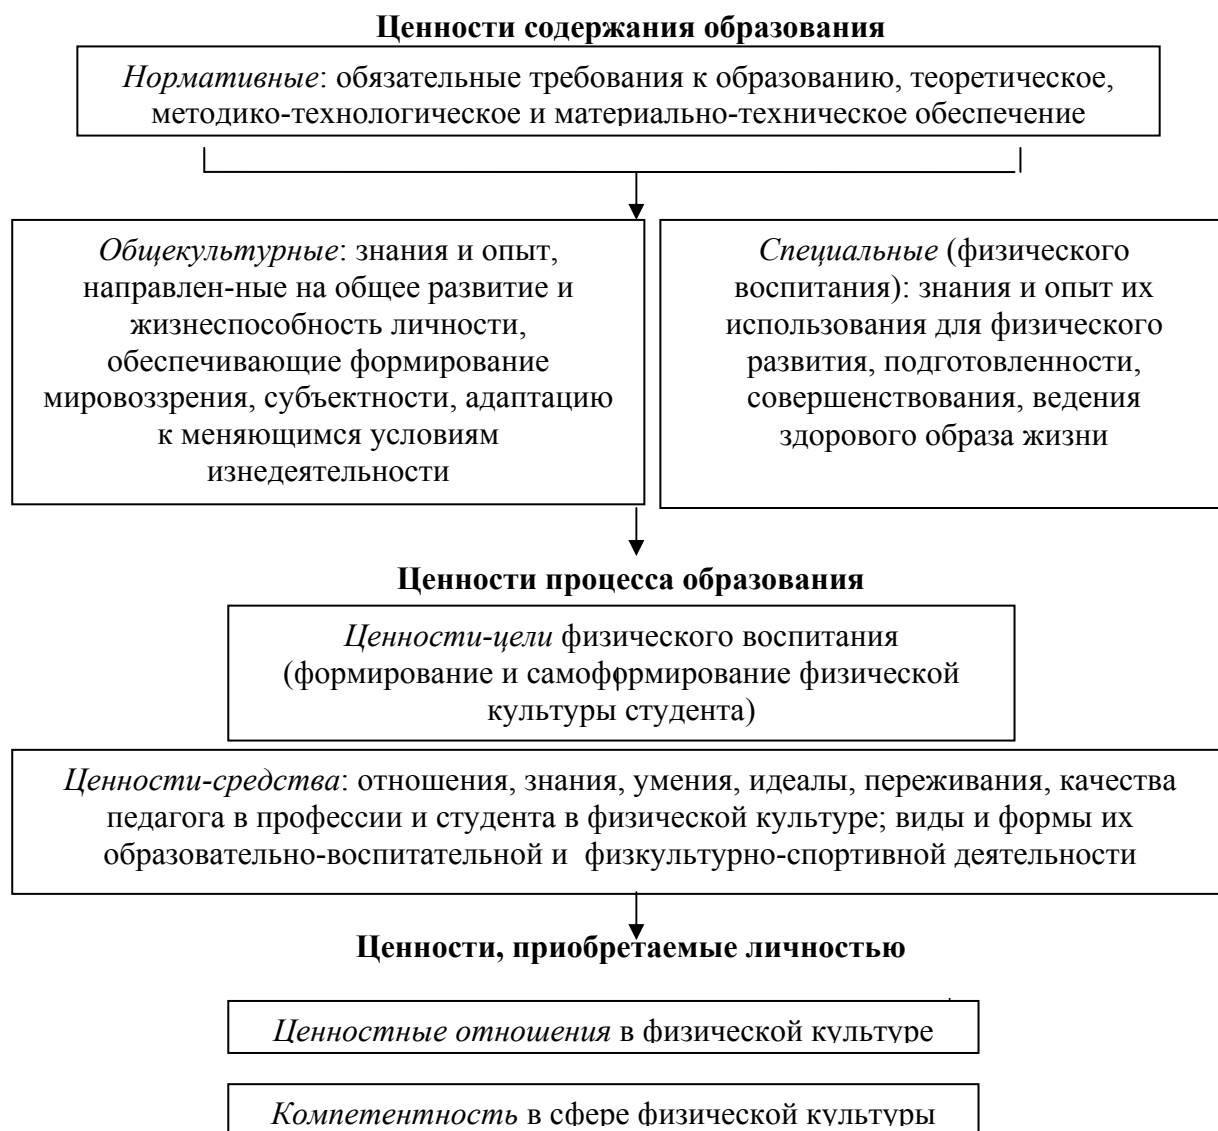 Ценности содержания образования
Нормативные: обязательные требования к образованию, теоретическое,
методико-технологическое и материально-техническое обеспечение
Общекультурные: знания и опыт,
направлен-ные на общее развитие и
жизнеспособность личности,
обеспечивающие формирование
мировоззрения, субъектности, адаптацию
к меняющимся условиям
изнедеятельности
Специальные (физического
воспитания): знания и опыт их
использования для физического
развития, подготовленности,
совершенствования, ведения
здорового образа жизни
Ценности процесса образования
Ценности-цели физического воспитания
(формирование и самоформирование физической
культуры студента)
Ценности-средства: отношения, знания, умения, идеалы, переживания, качества
педагога в профессии и студента в физической культуре; виды и формы их
образовательно-воспитательной и физкультурно-спортивной деятельности
Ценности, приобретаемые личностью
Ценностные отношения в физической культуре
Компетентность в сфере физической культуры